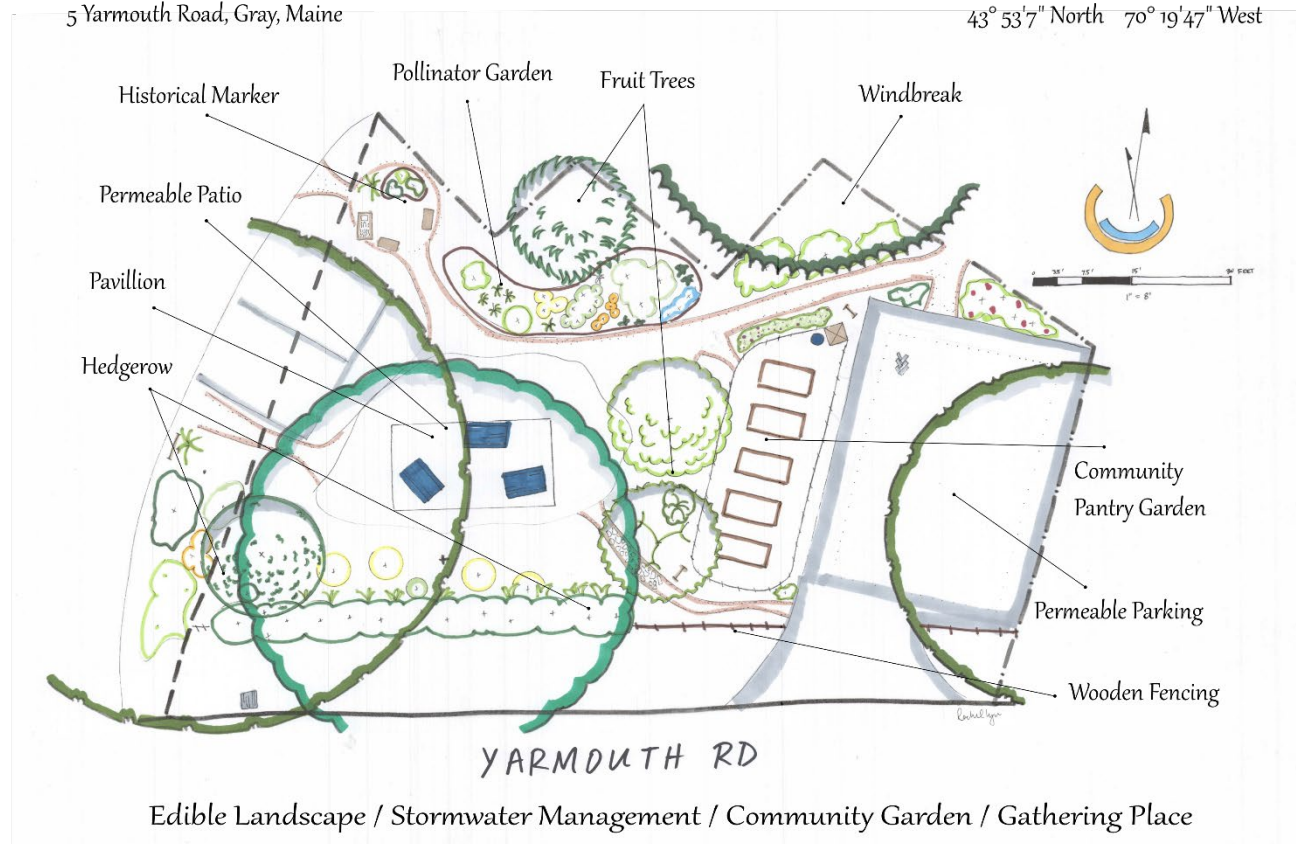 5 Yarmouth Road, Gray, Maine
43° 53'7" North 70° 19'47" West
Pollinator Garden
Fruit Trees
Historical Marker
Windbreak
Permeable Patio
Pavillion
Hedgerow
1" = 8'
Community
Pantry Garden
Permeable Parking
Wooden Fencing
YARMOUTH RD
Edible Landscape / Stormwater Management / Community Garden / Gathering Place